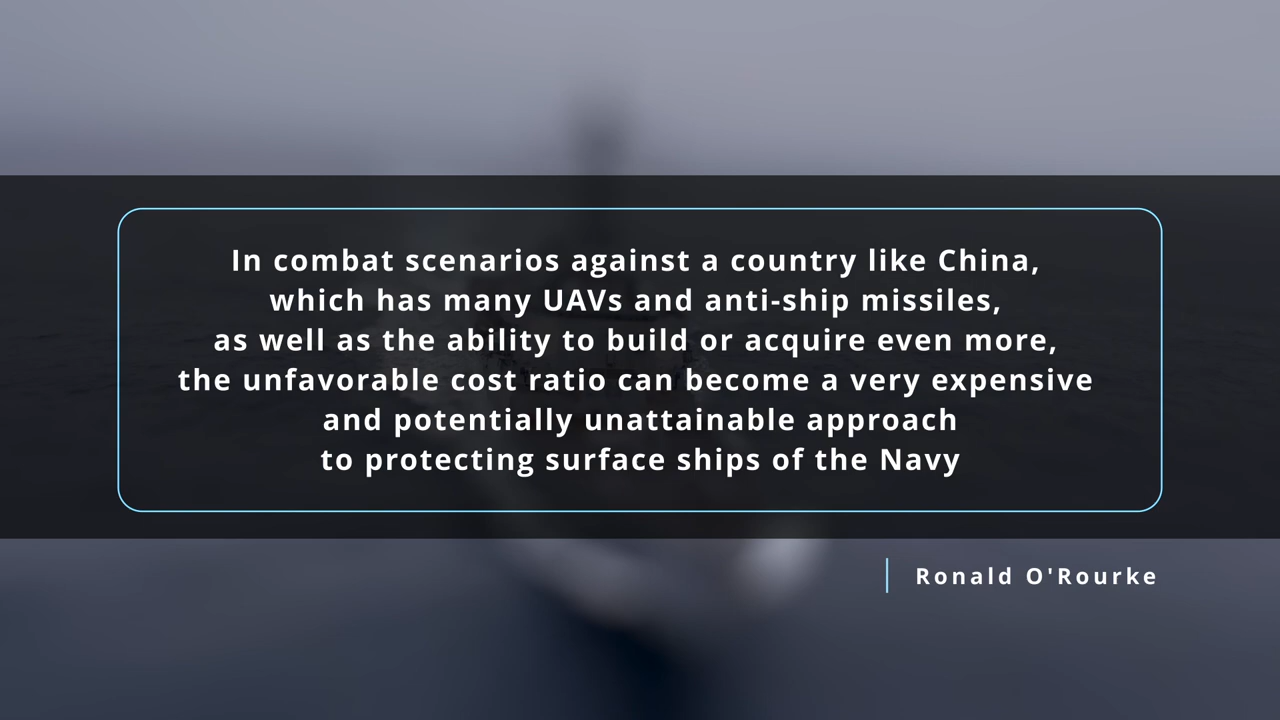 In combat scenarios against a country like China,
which has many UAVs and anti-ship missiles,
as well as the ability to build or acquire even more,
the unfavorable cost ratio can become a very expensive
and potentially unattainable approach
to protecting surface ships of the Navy
Ronald O'Rourke